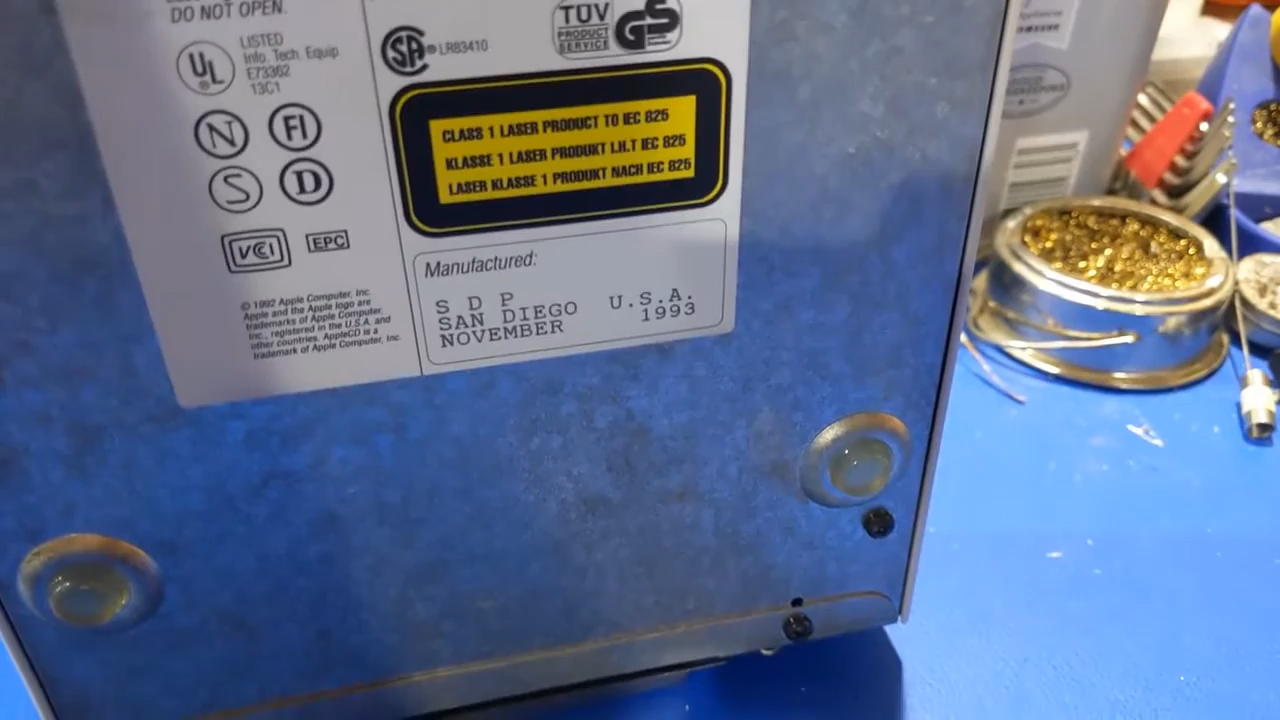 DO NOT OPEN.
UL
®
LISTED
Info. Tech. Equip
E73362
13C1
N
FI
S
D
VCI
EPC
© 1992 Apple Computer, Inc.
Apple and the Apple logo are
trademarks of Apple Computer,
Inc., registered in the U.S.A. and
other countries. AppleCD is a
trademark of Apple Computer, Inc.
SA® LR83410
TÜV
PRODUCT
SERVICE
GS
CLASS 1 LASER PRODUCT TO IEC 825
KLASSE 1 LASER PRODUKT I.H.T IEC 825
LASER KLASSE 1 PRODUKT NACH IEC 825
Manufactured:
S D P
SAN DIEGO U.S.A.
NOVEMBER 1993